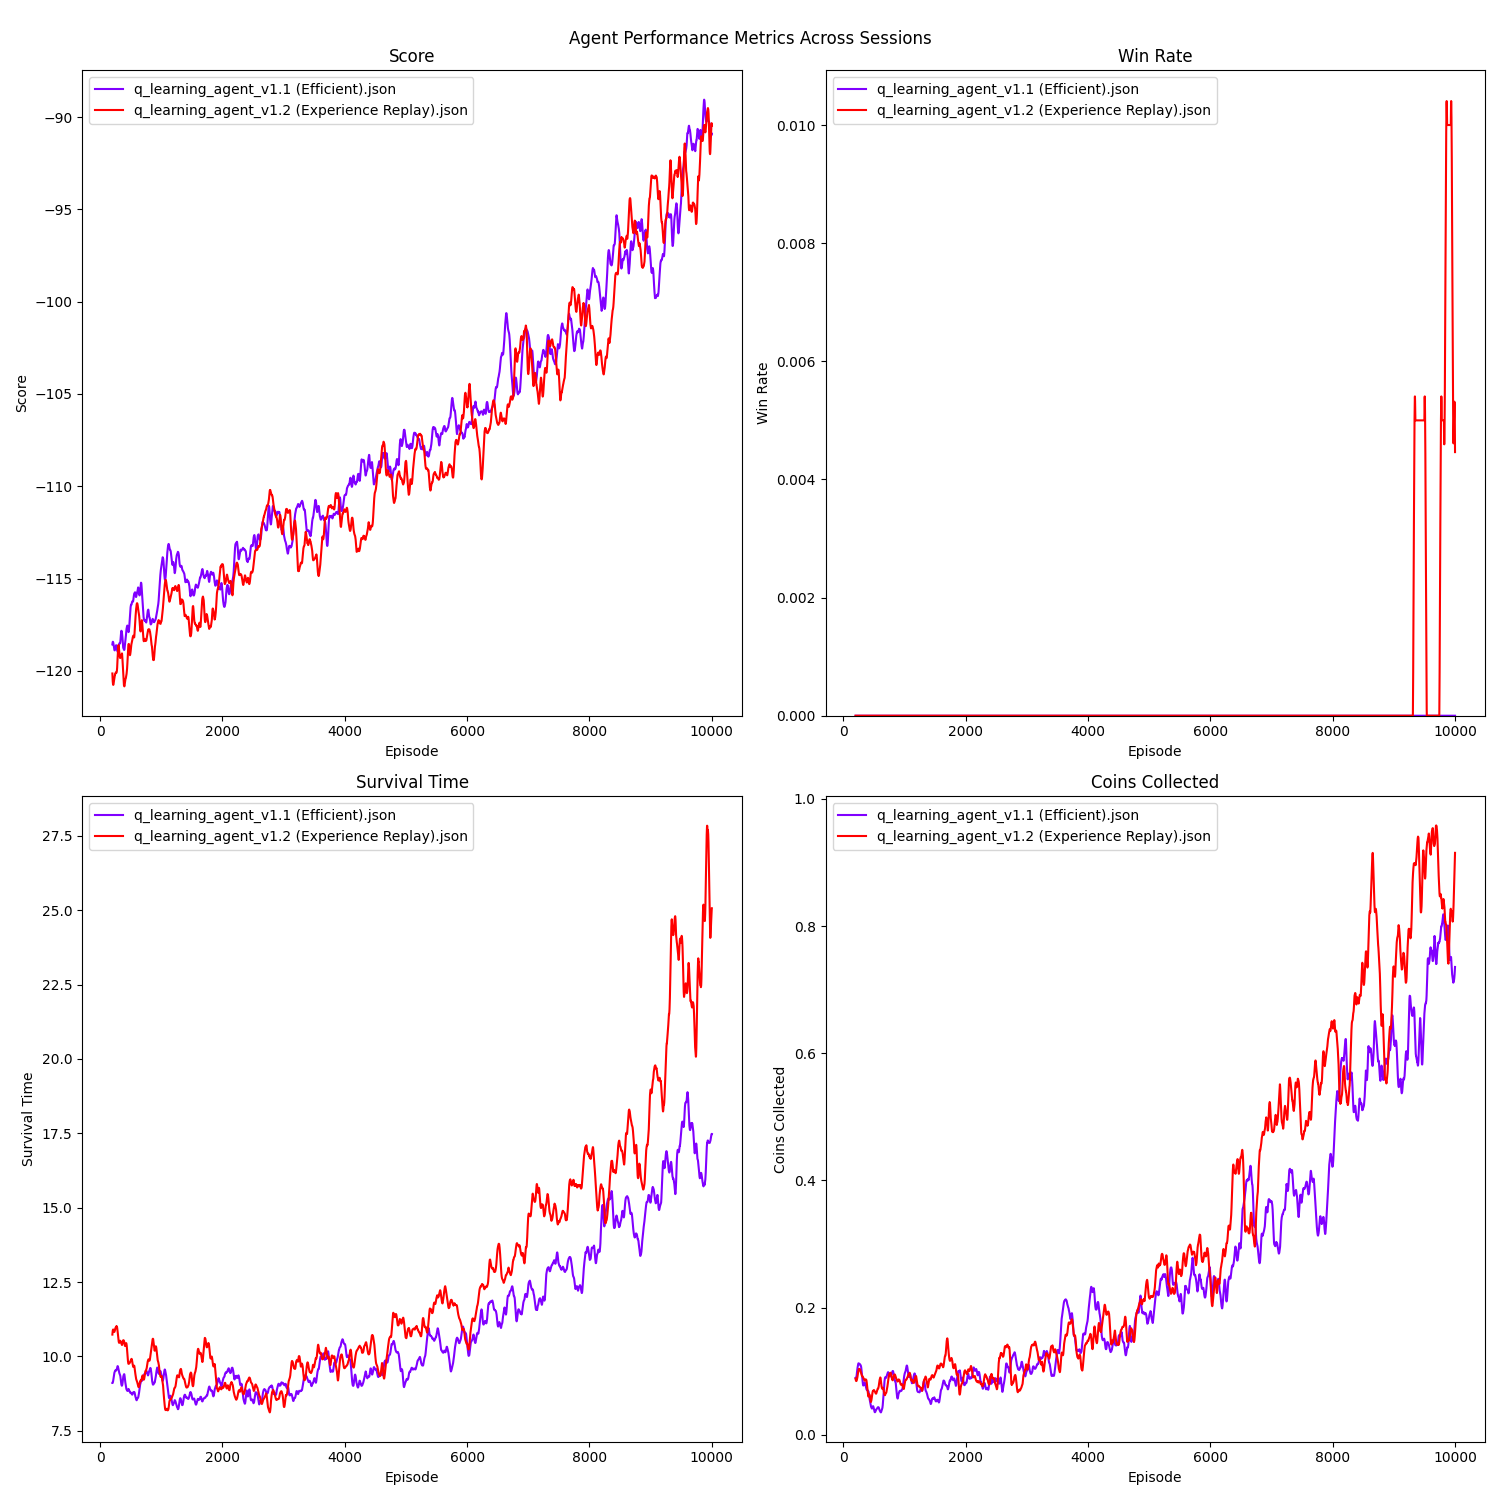 Agent Performance Metrics Across Sessions
Score
q_learning_agent_v1.1 (Efficient).json
q_learning_agent_v1.2 (Experience Replay).json
−90
−95
−100
−105
−110
−115
−120
Score
0 2000 4000 6000 8000 10000
Episode
Win Rate
q_learning_agent_v1.1 (Efficient).json
q_learning_agent_v1.2 (Experience Replay).json
0.010
0.008
0.006
0.004
0.002
0.000
Win Rate
0 2000 4000 6000 8000 10000
Episode
Survival Time
q_learning_agent_v1.1 (Efficient).json
q_learning_agent_v1.2 (Experience Replay).json
27.5
25.0
22.5
20.0
17.5
15.0
12.5
10.0
7.5
Survival Time
0 2000 4000 6000 8000 10000
Episode
Coins Collected
q_learning_agent_v1.1 (Efficient).json
q_learning_agent_v1.2 (Experience Replay).json
1.0
0.8
0.6
0.4
0.2
0.0
Coins Collected
0 2000 4000 6000 8000 10000
Episode